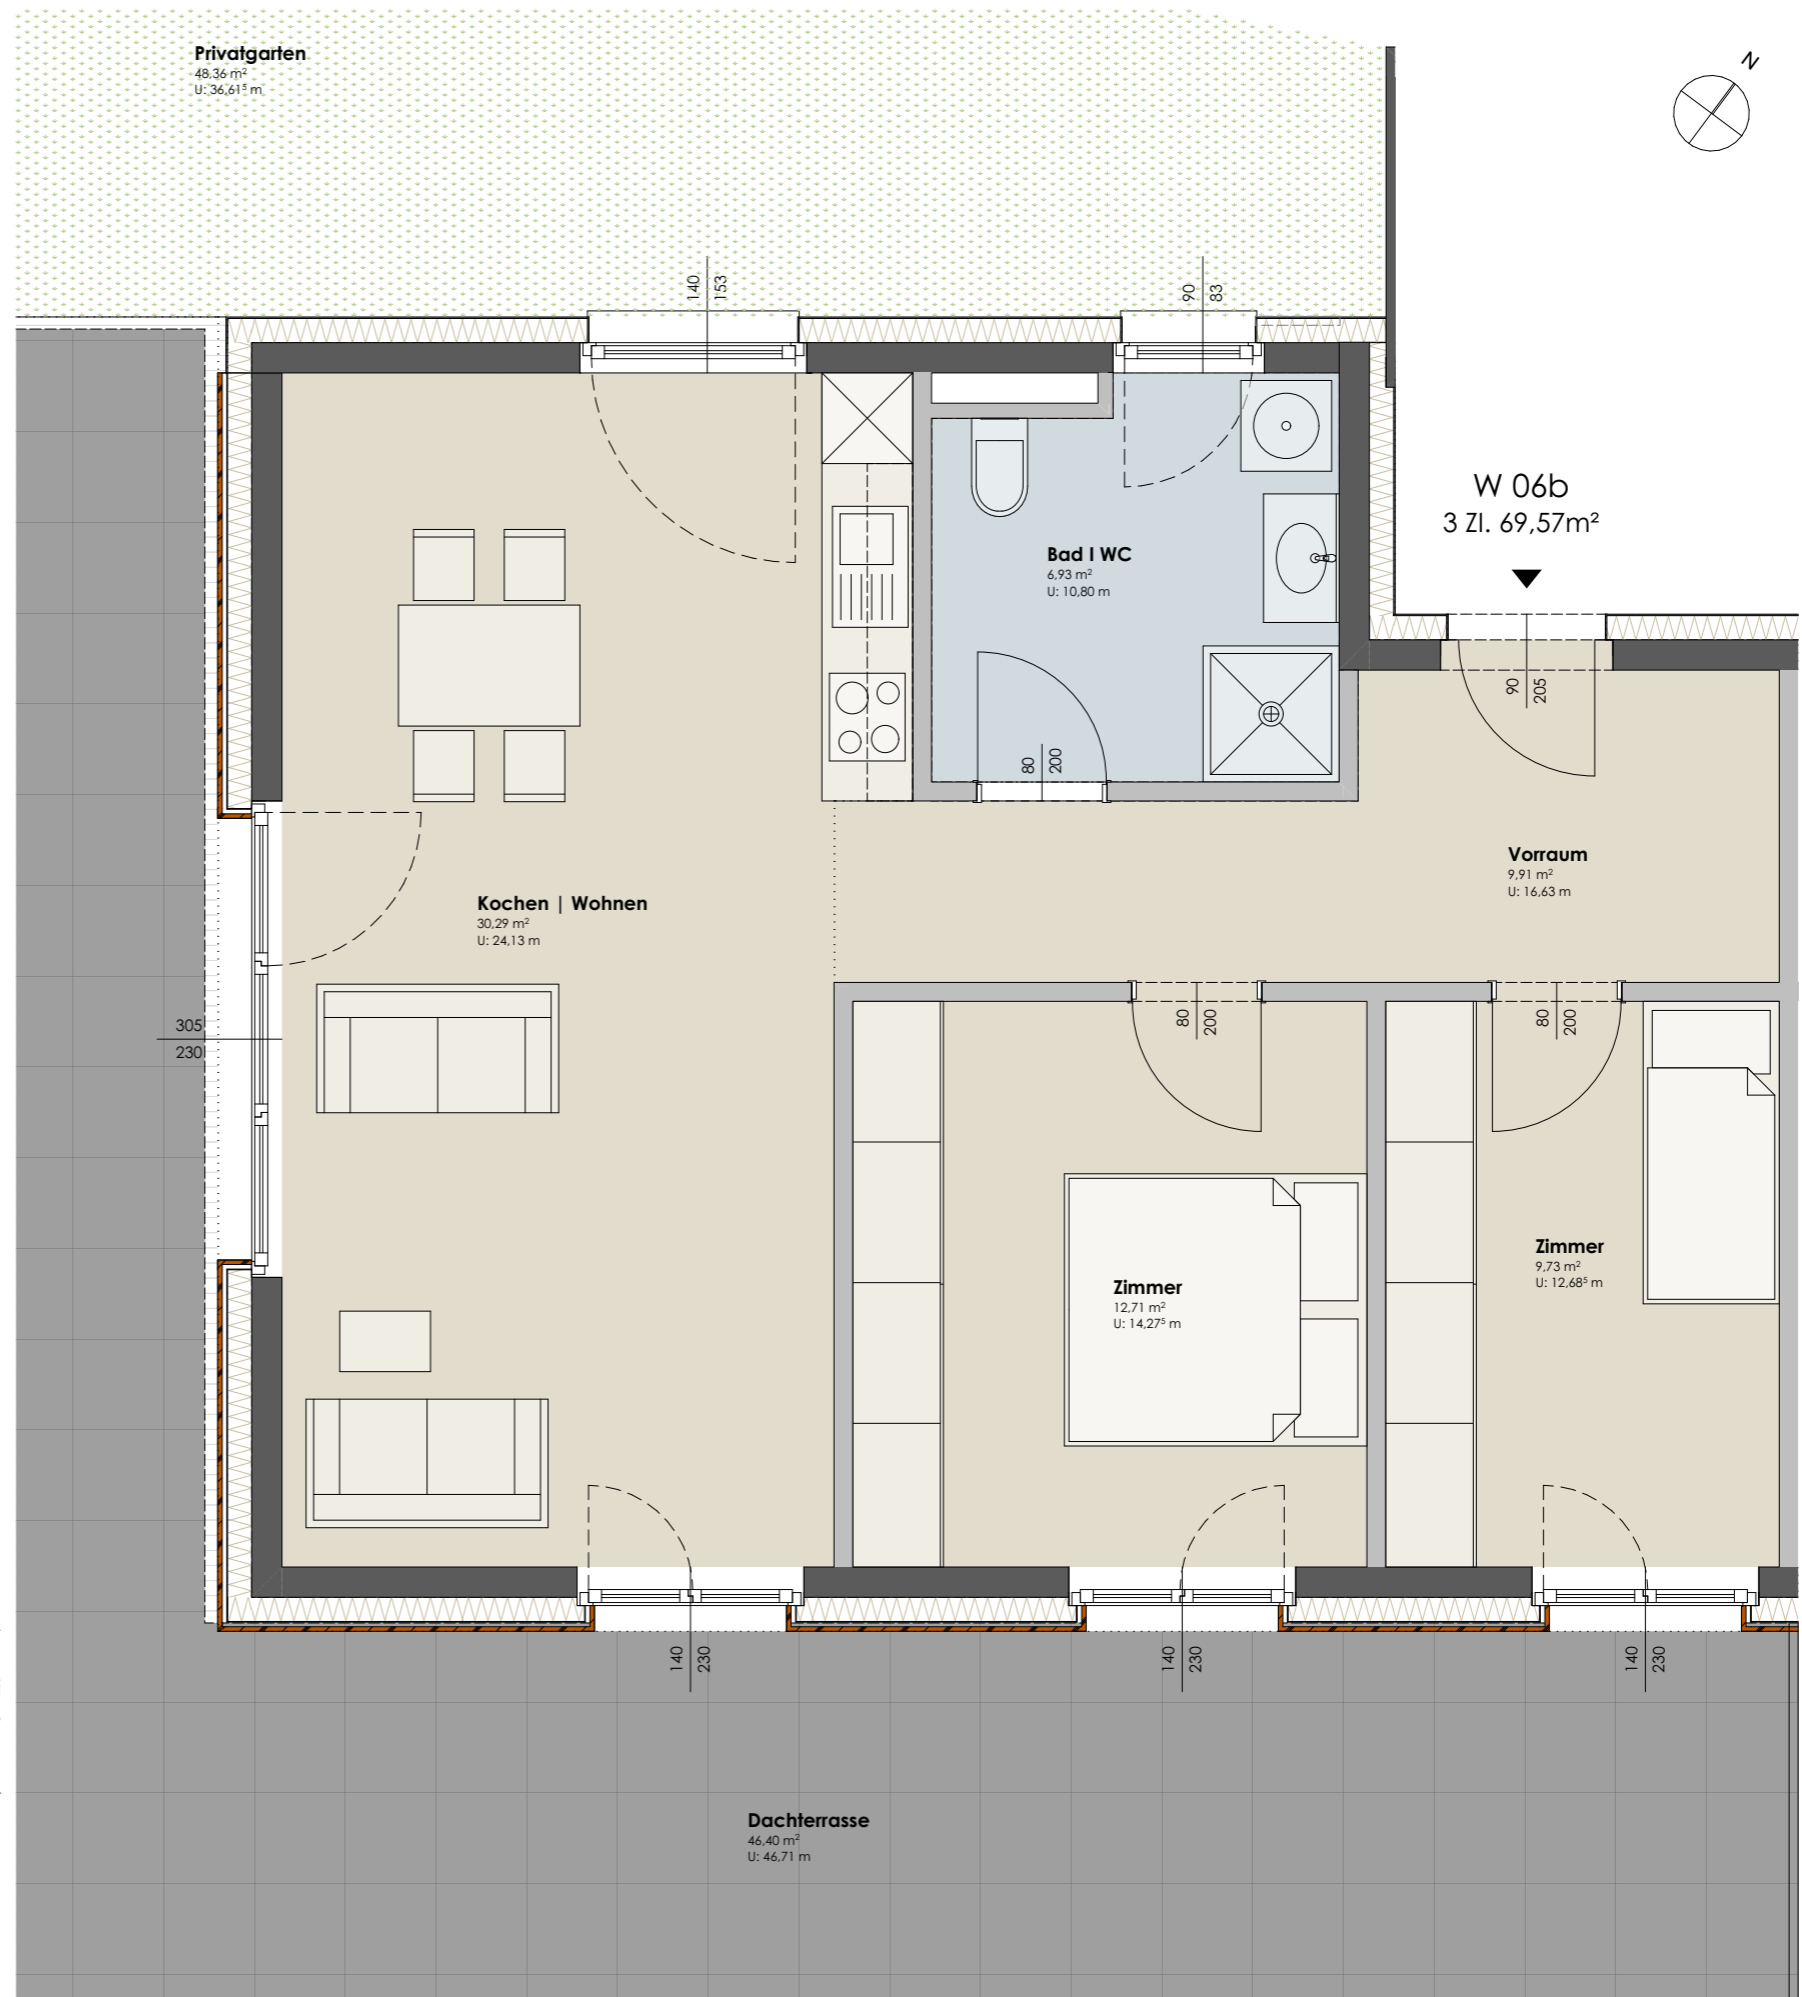 Privatgarten
48,36 m²
U: 36,61⁵ m
N
140
153
90
83
W 06b
3 ZI. 69,57m²
Bad I WC
6,93 m²
U: 10,80 m
90
205
80
200
Vorraum
9,91 m²
U: 16,63 m
Kochen | Wohnen
30,29 m²
U: 24,13 m
305
230
80
200
80
200
Zimmer
12,71 m²
U: 14,27⁵ m
Zimmer
9,73 m²
U: 12,68⁵ m
140
230
140
230
140
230
Dachterrasse
46,40 m²
U: 46,71 m